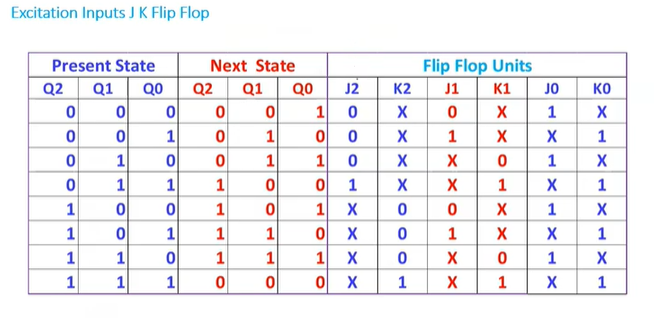 Excitation Inputs J K Flip Flop
Present State Next State Flip Flop Units
Q2 Q1 Q0 Q2 Q1 Q0 J2 K2 J1 K1 J0 K0
0 0 0 0 0 1 0 X 0 X 1 X
0 0 1 0 1 0 0 X 1 X X 1
0 1 0 0 1 1 0 X X 0 1 X
0 1 1 1 0 0 1 X X 1 X 1
1 0 0 1 0 1 X 0 0 X 1 X
1 0 1 1 1 0 X 0 1 X X 1
1 1 0 1 1 1 X 0 X 0 1 X
1 1 1 0 0 0 X 1 X 1 X 1